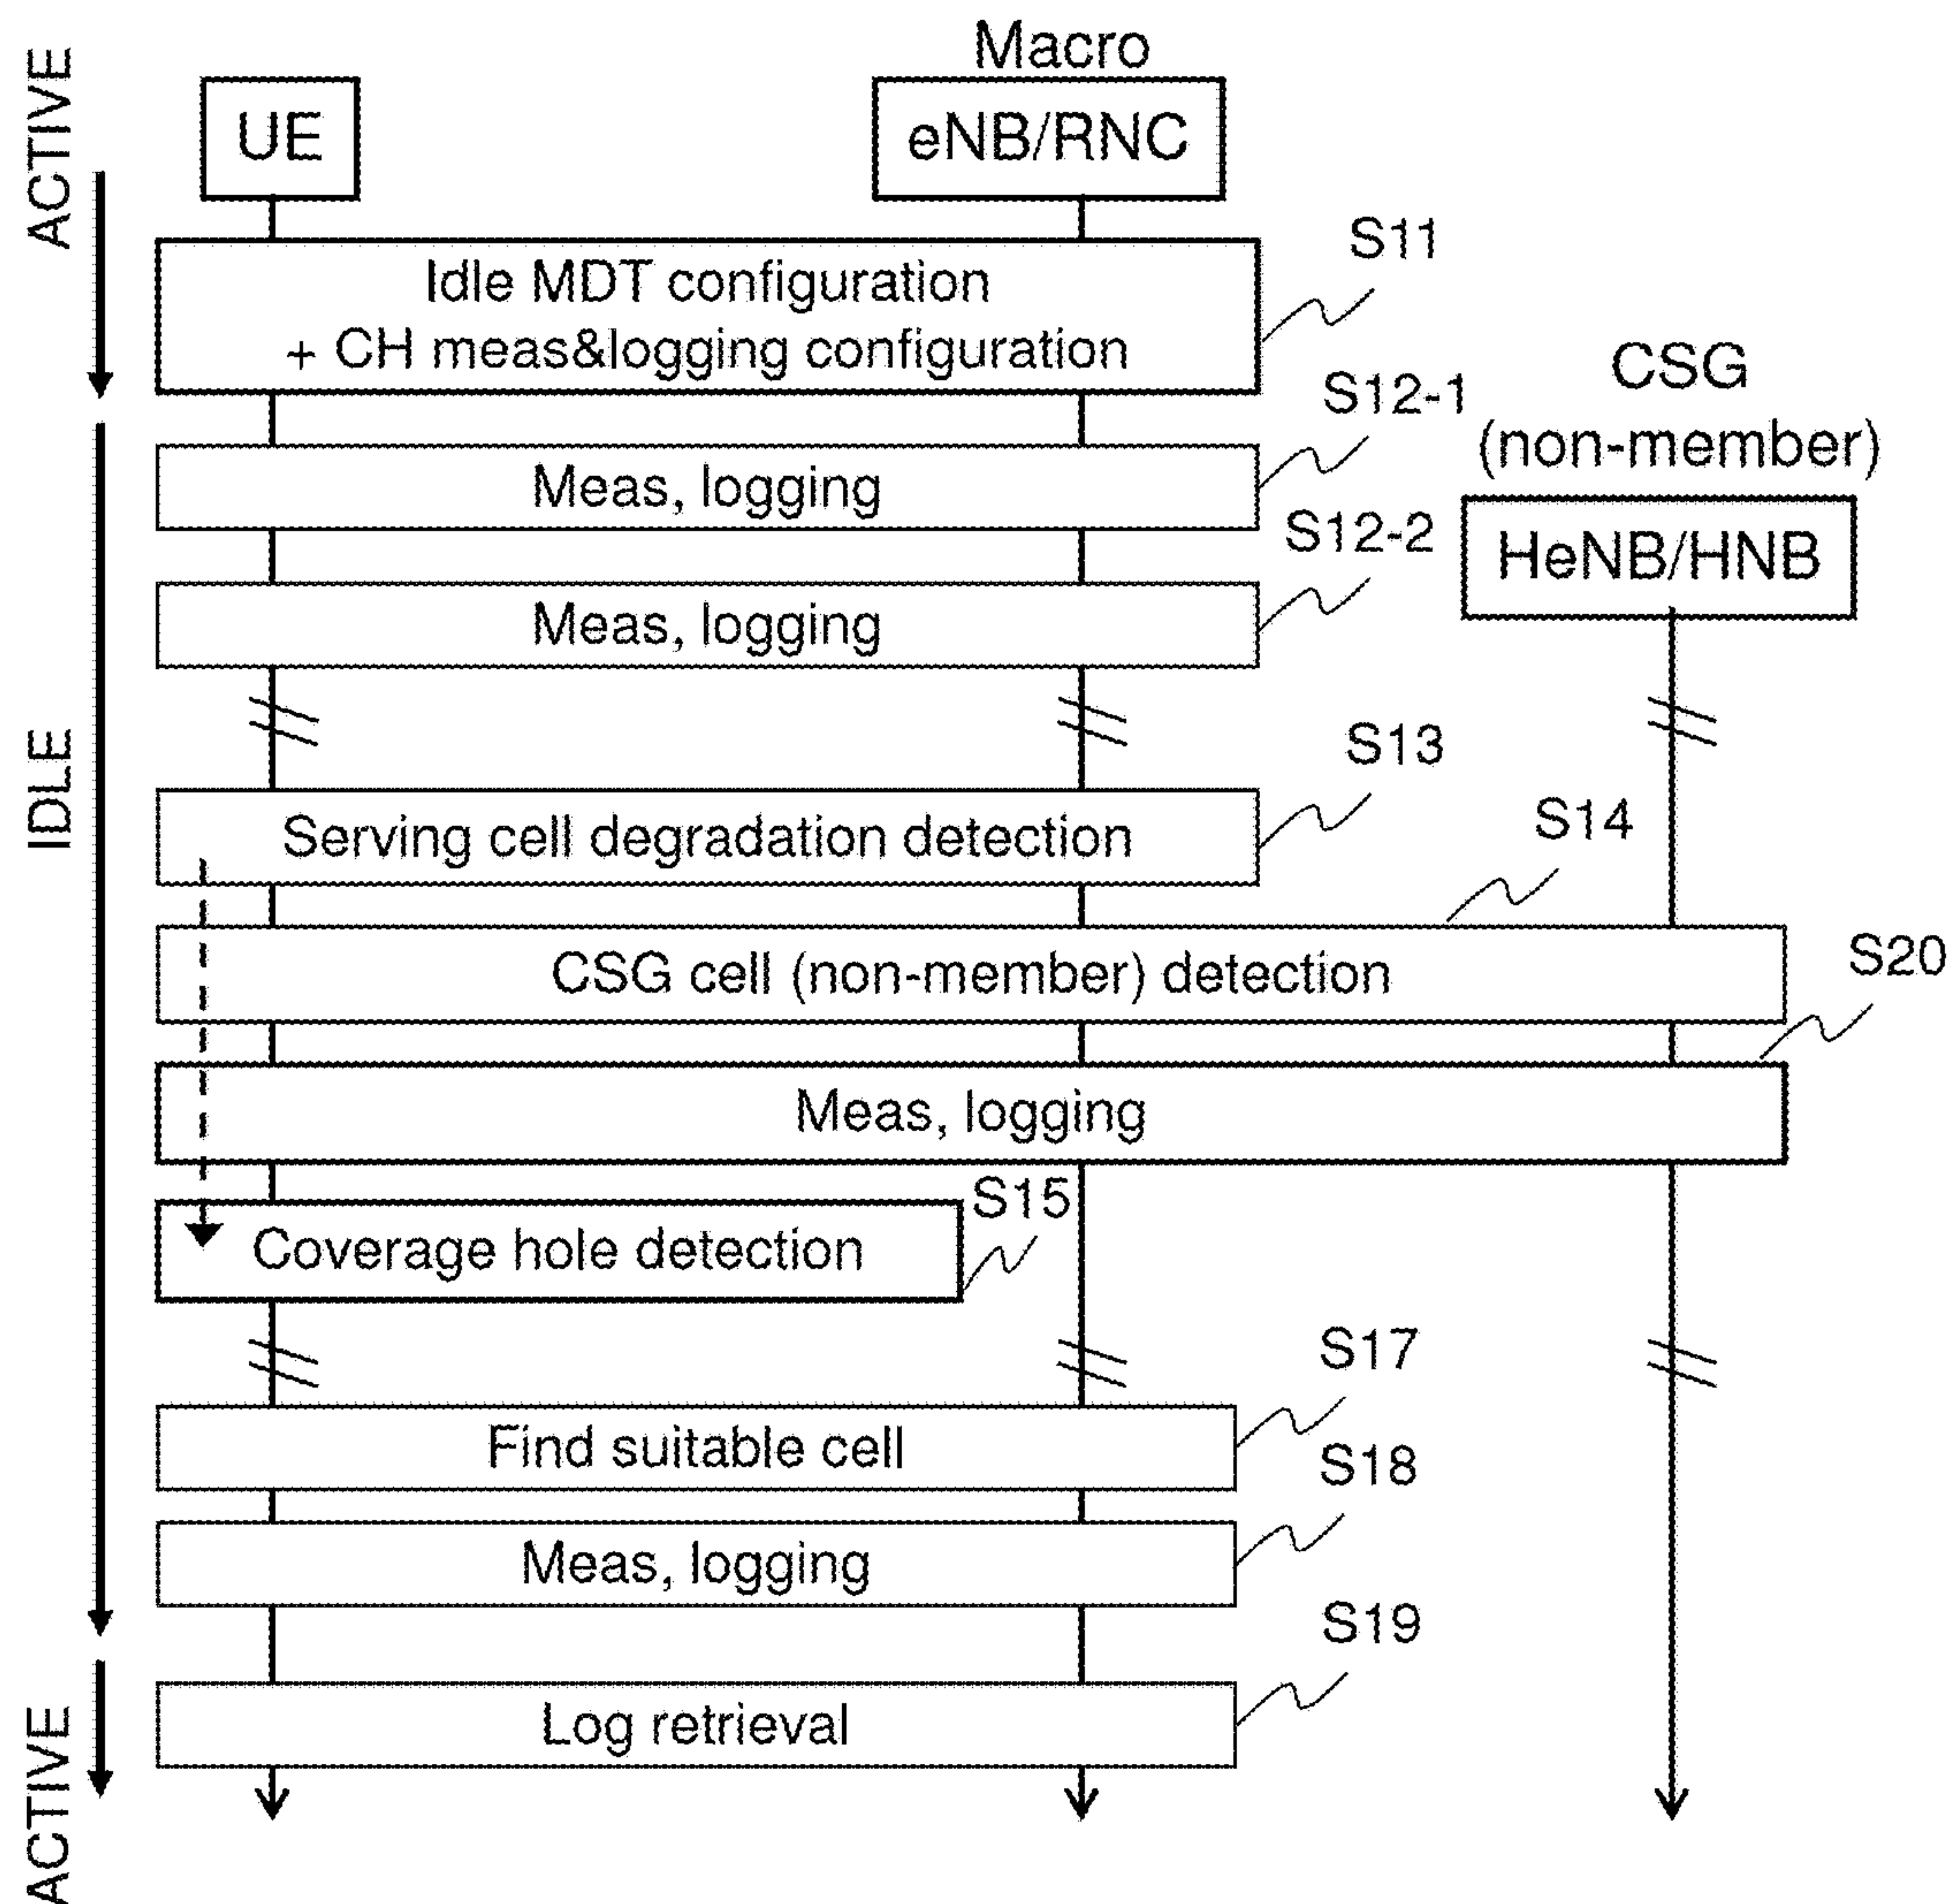 ACTIVE
Macro
UE
eNB/RNC
S11
Idle MDT configuration
+ CH meas&logging configuration
CSG
(non-member)
S12-1
Meas, logging
HeNB/HNB
S12-2
Meas, logging
IDLE
S13
Serving cell degradation detection
S14
CSG cell (non-member) detection
S20
Meas, logging
S15
Coverage hole detection
S17
Find suitable cell
S18
Meas, logging
S19
Log retrieval
ACTIVE